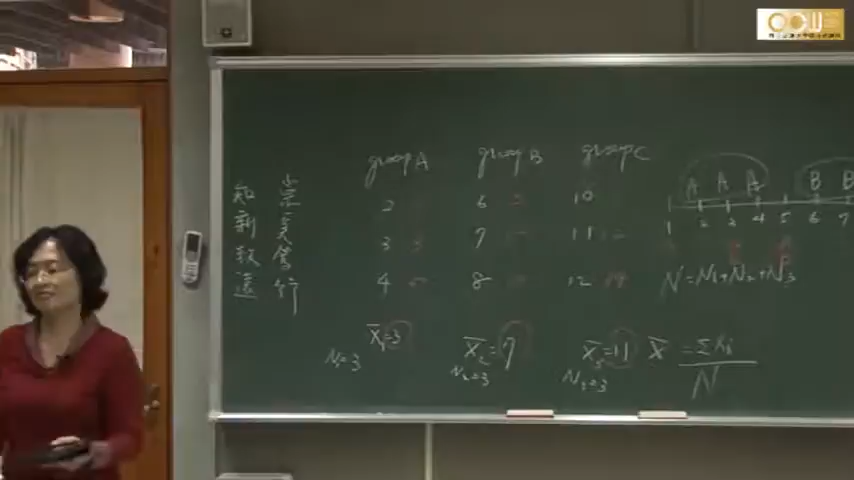 OCW
group A group B group C
2 6 10
3 7 11
4 8 12
X̄₁=3
N₁=3
X̄₂=7
N₂=3
X̄₃=11
N₃=3
X̄ = ΣXᵢ
N
A A A B B
1 2 3 4 5 6 7
N=N₁+N₂+N₃
崇實篤行
知新致遠